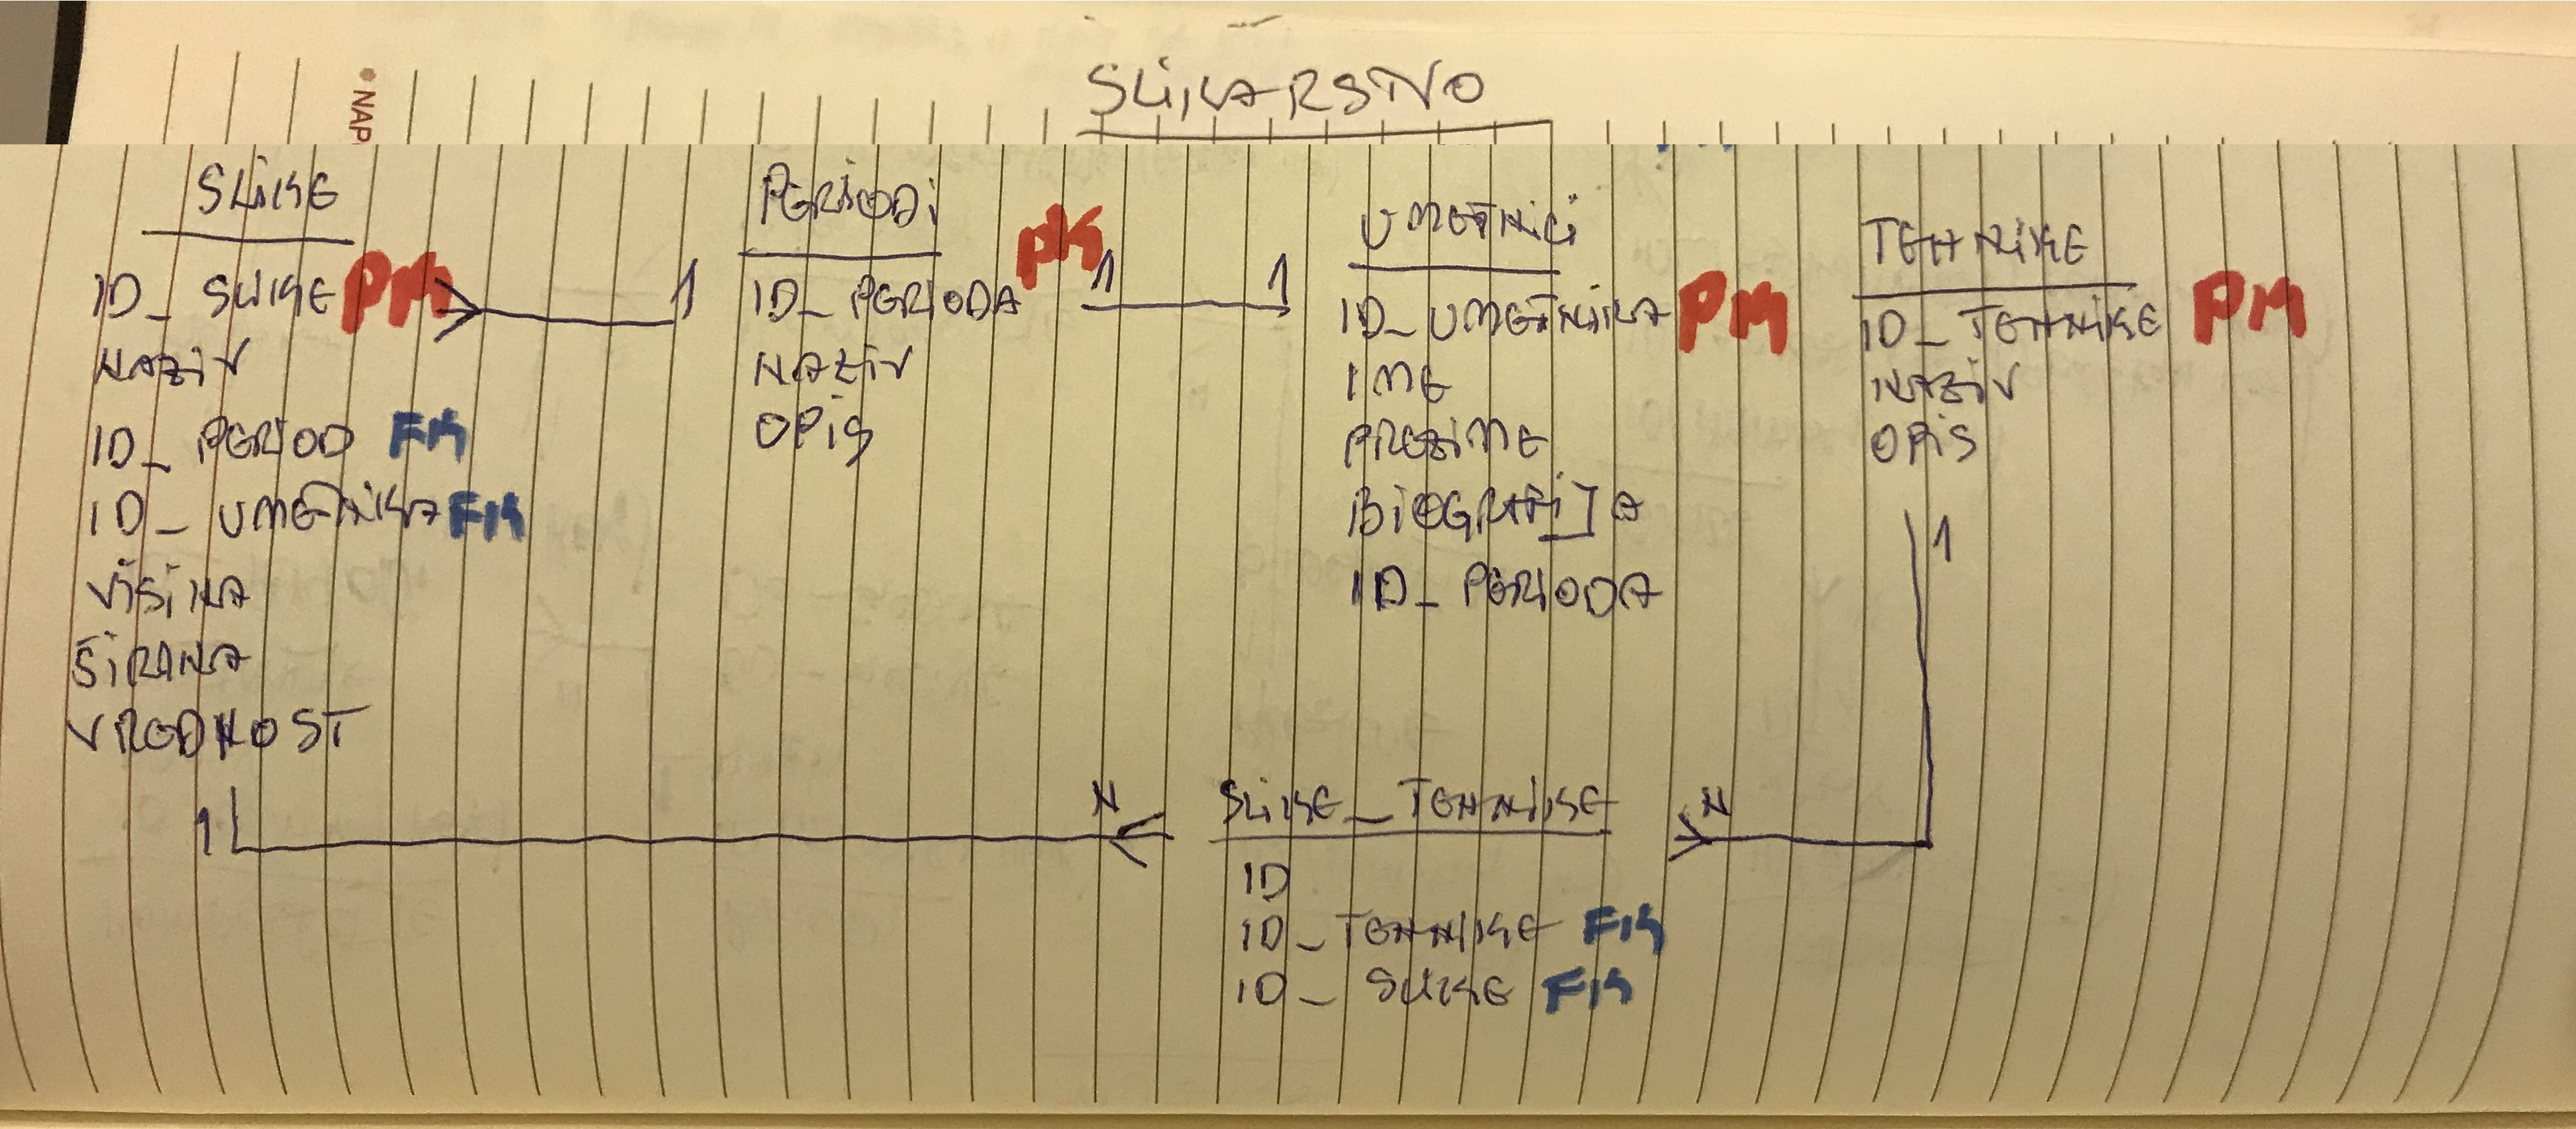 NAP
SLIKARSTVO
SLIKE
ID_SLIKE PK
NAZIV
ID_PERIOD FK
ID_UMETNIKA FK
VISINA
ŠIRINA
VREDNOST
1
1
PERIODI
ID_PERIODA PK
NAZIV
OPIS
1 1
UMETNICI
ID_UMETNIKA PK
IME
PREZIME
BIOGRAFIJA
ID_PERIODA
TEHNIKE
ID_TEHNIKE PK
NAZIV
OPIS
1
N
SLIKE_TEHNIKE
N
ID
ID_TEHNIKE FK
ID_SLIKE FK